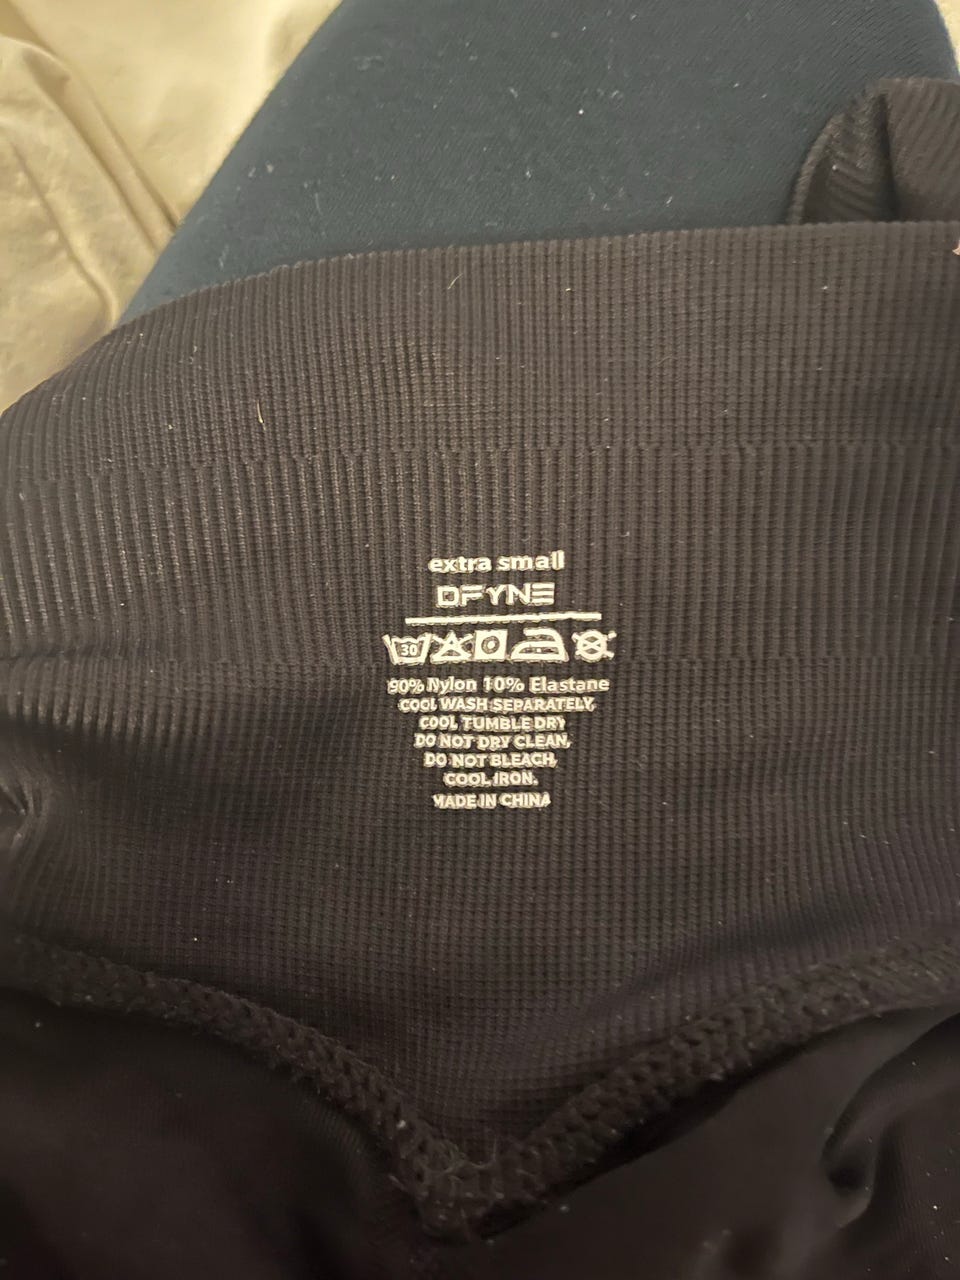 extra small
DFYNE
30
90% Nylon 10% Elastane
COOL WASH SEPARATELY,
COOL TUMBLE DRY
DO NOT DRY CLEAN,
DO NOT BLEACH,
COOL IRON.
MADE IN CHINA